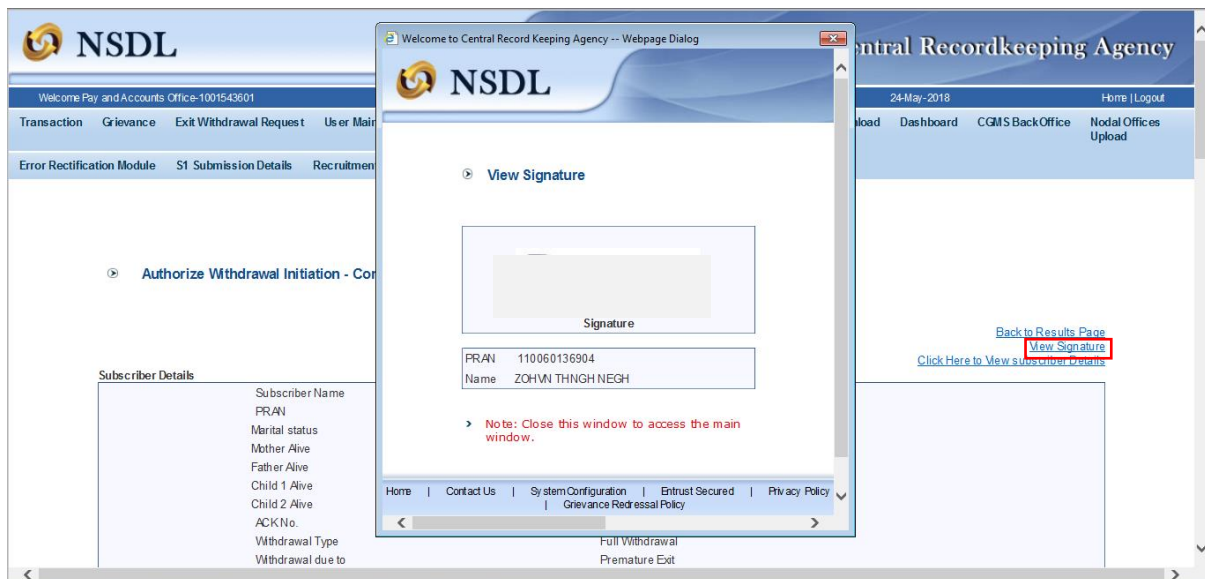 NSDL
entral Recordkeeping Agency
Welcome Pay and Accounts Office-1001543601
24-May-2018
Home | Logout
Transaction Grievance Exit Withdrawal Request User Main
load Dashboard CGMS BackOffice Nodal Offices
Upload
Error Rectification Module S1 Submission Details Recruitmen
Authorize Withdrawal Initiation - Con
Back to Results Page
View Signature
Click Here to View subscriber Details
Subscriber Details
Subscriber Name
PRAN
Marital status
Mother Alive
Father Alive
Child 1 Alive
Child 2 Alive
ACK No.
Withdrawal Type Full Withdrawal
Withdrawal due to Premature Exit
Welcome to Central Record Keeping Agency -- Webpage Dialog
NSDL
View Signature
Signature
PRAN 110060136904
Name ZOHVN THNGH NEGH
Note: Close this window to access the main
window.
Home | Contact Us | System Configuration | Entrust Secured | Privacy Policy
| Grievance Redressal Policy